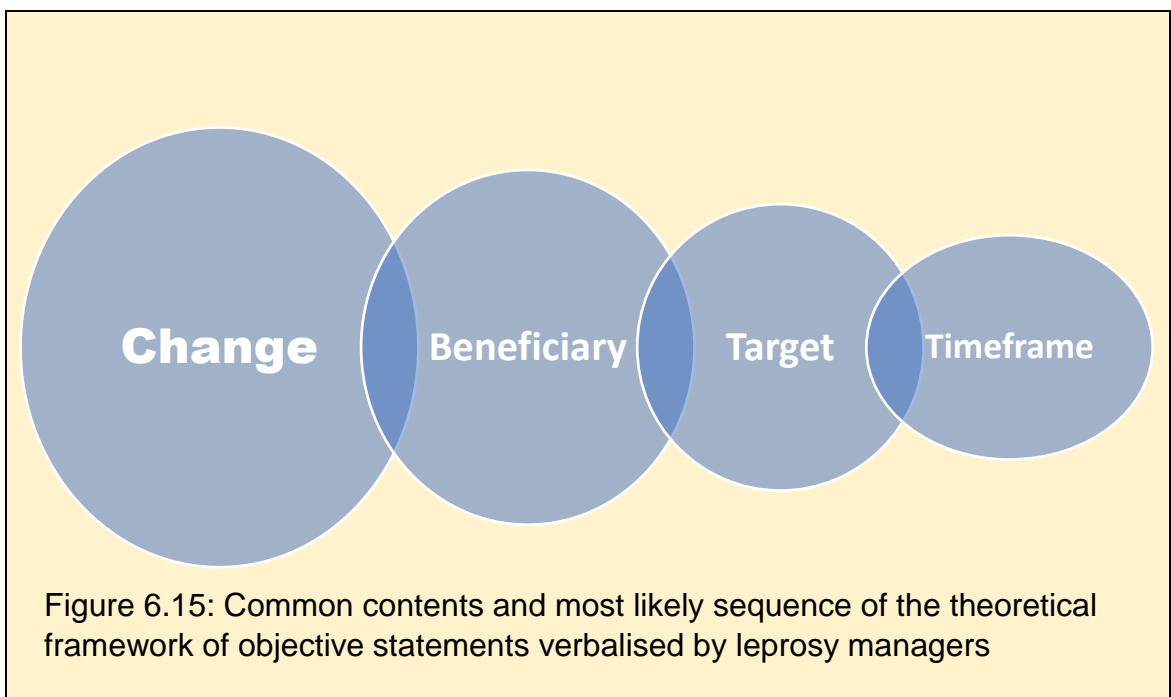 Change Beneficiary Target Timeframe
Figure 6.15: Common contents and most likely sequence of the theoretical
framework of objective statements verbalised by leprosy managers